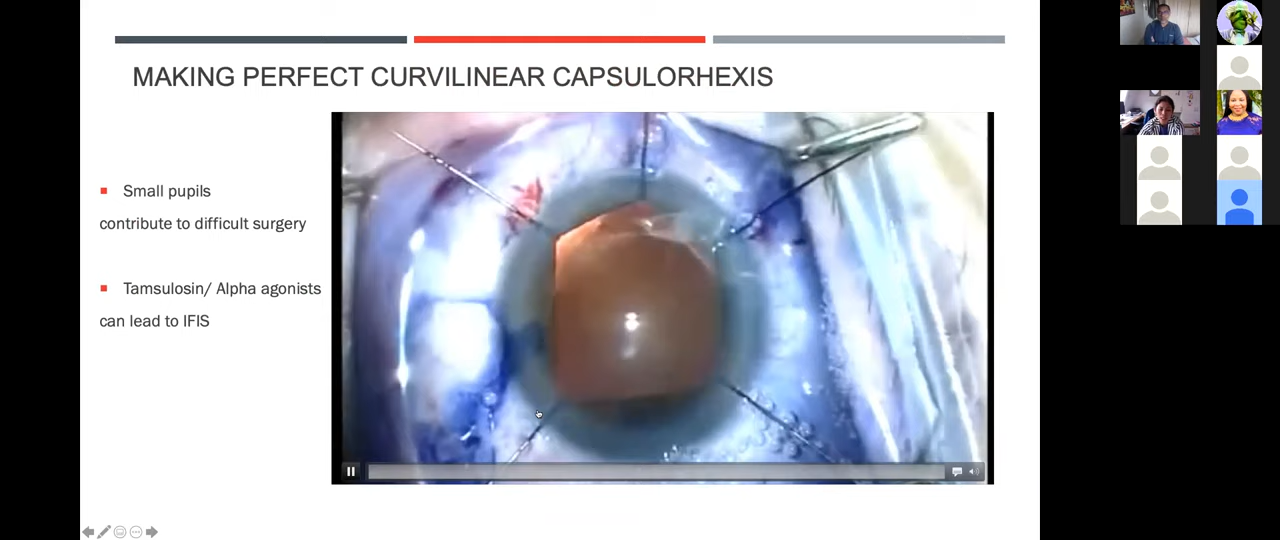 MAKING PERFECT CURVILINEAR CAPSULORHEXIS
Small pupils
contribute to difficult surgery
Tamsulosin/ Alpha agonists
can lead to IFIS